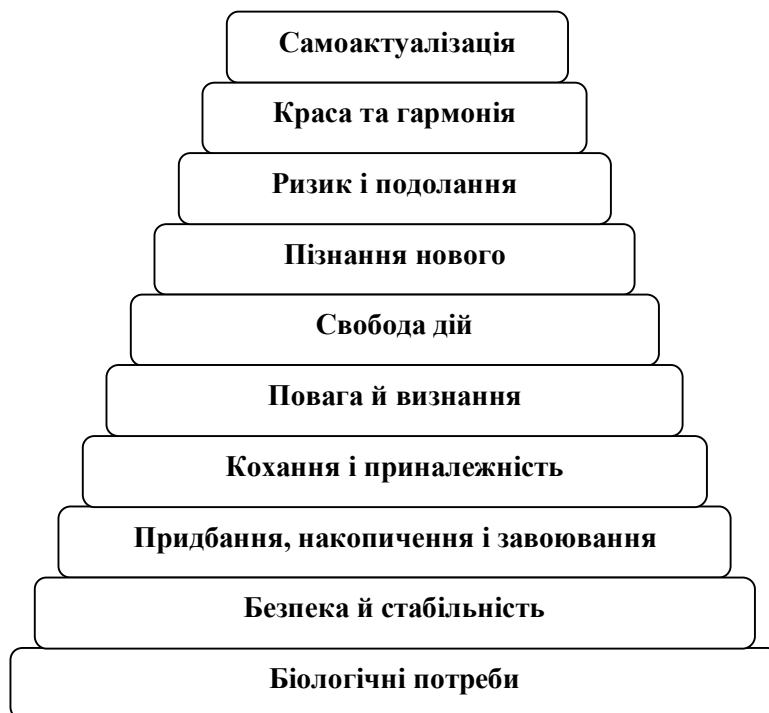 Самоактуалізація
Краса та гармонія
Ризик і подолання
Пізнання нового
Свобода дій
Повага й визнання
Кохання і приналежність
Придбання, накопичення і завоювання
Безпека й стабільність
Біологічні потреби